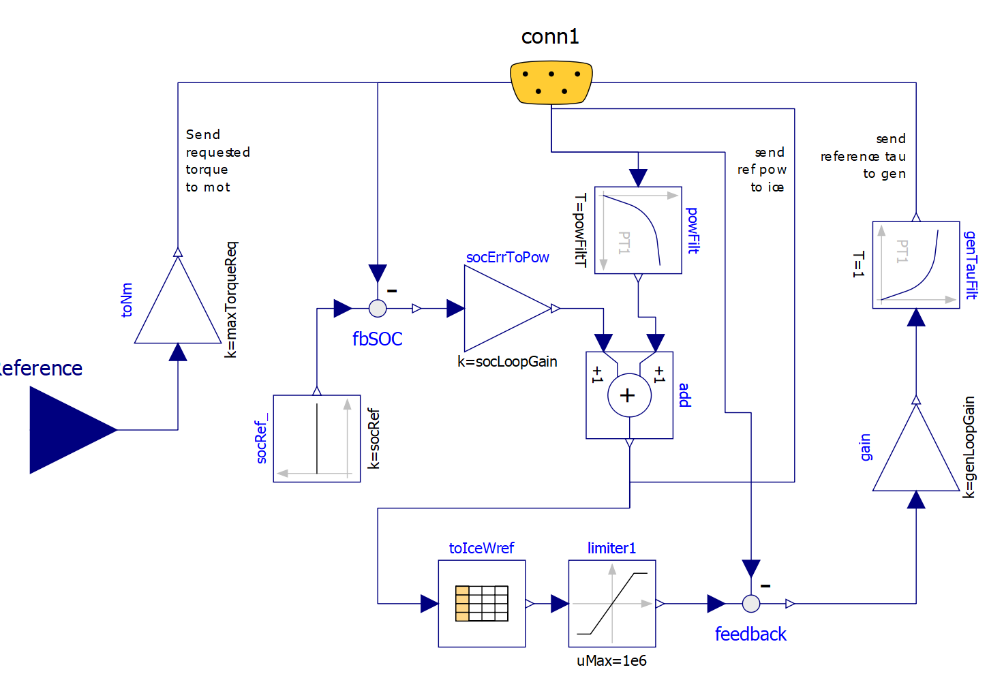 conn1
Send
requested
torque
to mot
send
ref pow
to ice
send
reference tau
to gen
toNm
k=maxTorqueReq
eference
fbSOC
-
socRef_
k=socRef
socErrToPow
k=socLoopGain
PT1
T=powFiltT
powFilt
+1
+1
+
add
PT1
T=1
genTauFilt
gain
k=genLoopGain
toIceWref
limiter1
uMax=1e6
-
feedback